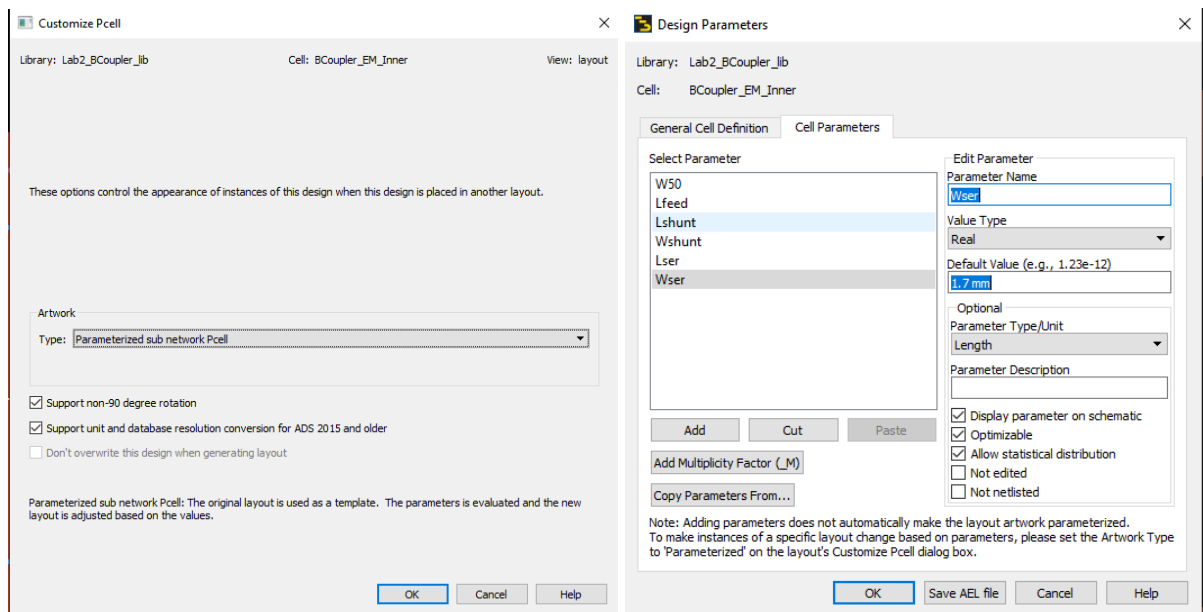 Customize Pcell
Library: Lab2_BCoupler_lib
Cell: BCoupler_EM_Inner
View: layout
These options control the appearance of instances of this design when this design is placed in another layout.
Artwork
Type: Parameterized sub network Pcell
Support non-90 degree rotation
Support unit and database resolution conversion for ADS 2015 and older
Don't overwrite this design when generating layout
Parameterized sub network Pcell: The original layout is used as a template. The parameters is evaluated and the new
layout is adjusted based on the values.
OK
Cancel
Help
Design Parameters
Library: Lab2_BCoupler_lib
Cell: BCoupler_EM_Inner
General Cell Definition
Cell Parameters
Select Parameter
W50
Lfeed
Lshunt
Wshunt
Lser
Wser
Add
Cut
Paste
Add Multiplicity Factor (_M)
Copy Parameters From...
Edit Parameter
Parameter Name
Wser
Value Type
Real
Default Value (e.g., 1.23e-12)
1.7 mm
Optional
Parameter Type/Unit
Length
Parameter Description
Display parameter on schematic
Optimizable
Allow statistical distribution
Not edited
Not netlisted
Note: Adding parameters does not automatically make the layout artwork parameterized.
To make instances of a specific layout change based on parameters, please set the Artwork Type
to 'Parameterized' on the layout's Customize Pcell dialog box.
OK
Save AEL file
Cancel
Help